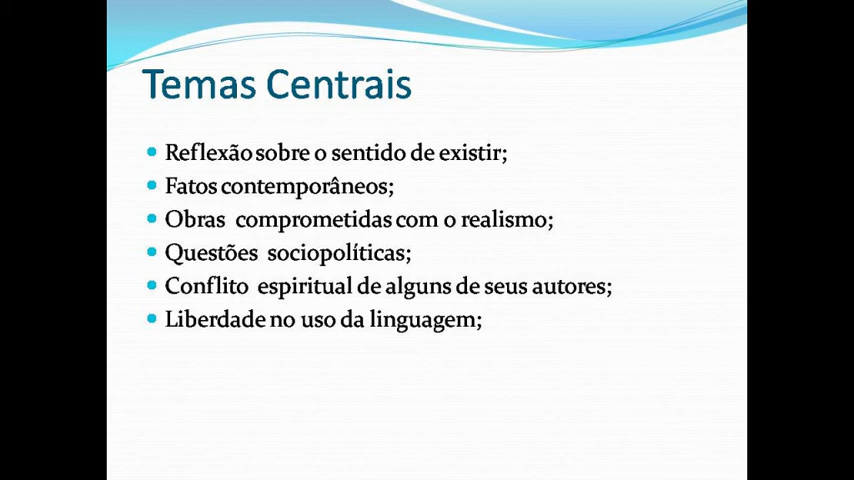 Temas Centrais
Reflexão sobre o sentido de existir;
Fatos contemporâneos;
Obras comprometidas com o realismo;
Questões sociopolíticas;
Conflito espiritual de alguns de seus autores;
Liberdade no uso da linguagem;